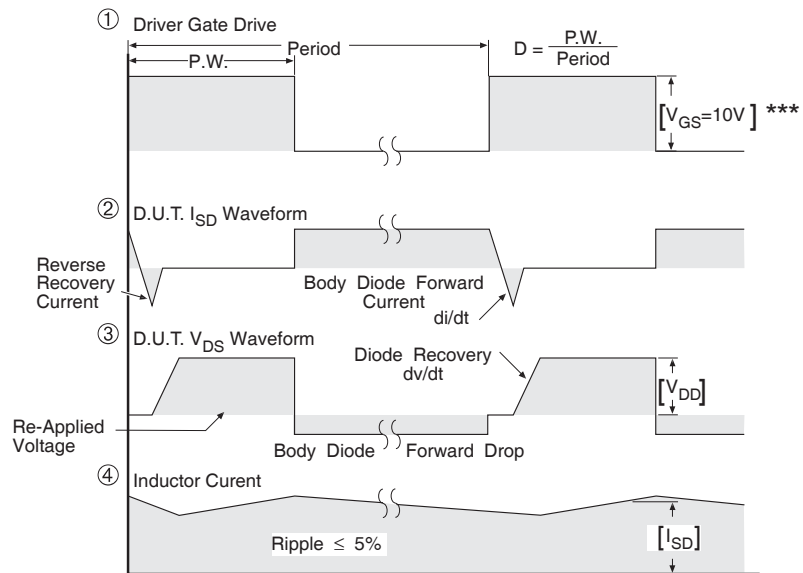 ① Driver Gate Drive
Period
P.W.
D = P.W. / Period
[VGS=10V] ***
② D.U.T. ISD Waveform
Reverse
Recovery
Current
Body Diode Forward
Current
di/dt
③ D.U.T. VDS Waveform
Diode Recovery
dv/dt
[VDD]
Re-Applied
Voltage
Body Diode Forward Drop
④ Inductor Curent
Ripple ≤ 5%
[ISD]